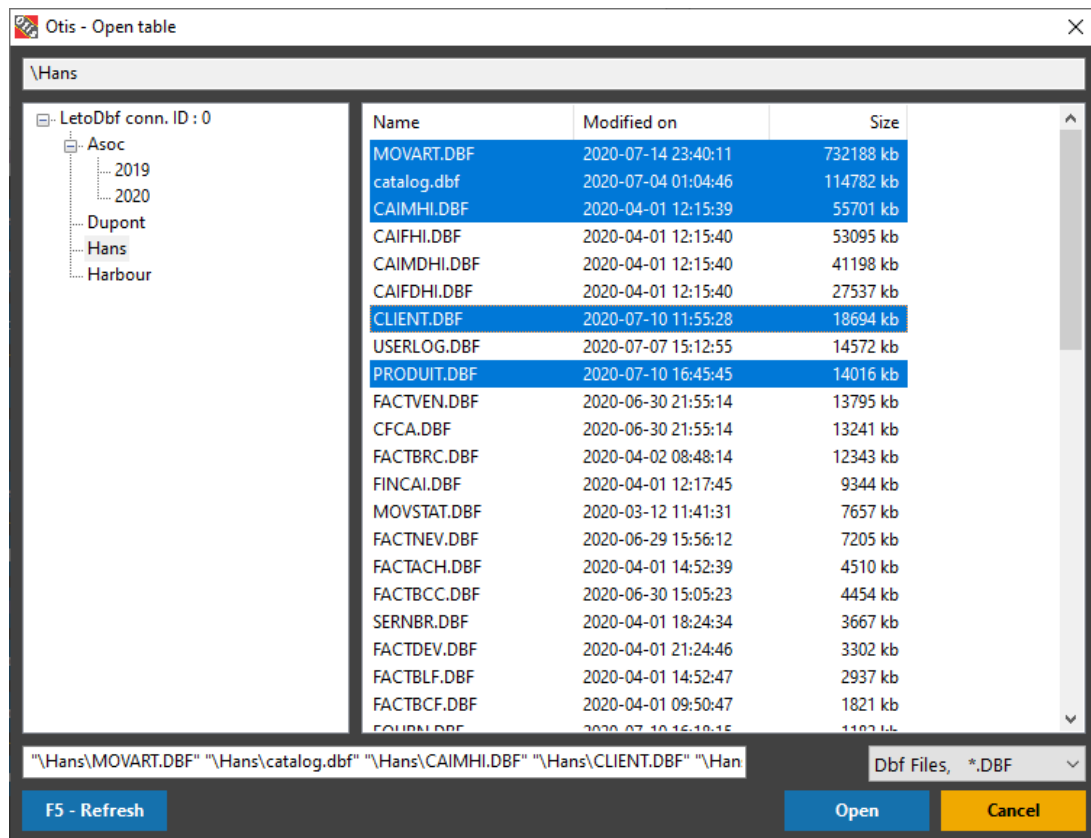 Otis - Open table
\Hans
LetoDbf conn. ID : 0
Asoc
2019
2020
Dupont
Hans
Harbour
Name Modified on Size
MOVART.DBF 2020-07-14 23:40:11 732188 kb
catalog.dbf 2020-07-04 01:04:46 114782 kb
CAIMHI.DBF 2020-04-01 12:15:39 55701 kb
CAIFHI.DBF 2020-04-01 12:15:40 53095 kb
CAIMDHI.DBF 2020-04-01 12:15:40 41198 kb
CAIFDHI.DBF 2020-04-01 12:15:40 27537 kb
CLIENT.DBF 2020-07-10 11:55:28 18694 kb
USERLOG.DBF 2020-07-07 15:12:55 14572 kb
PRODUIT.DBF 2020-07-10 16:45:45 14016 kb
FACTVEN.DBF 2020-06-30 21:55:14 13795 kb
CFCA.DBF 2020-06-30 21:55:14 13241 kb
FACTBRC.DBF 2020-04-02 08:48:14 12343 kb
FINCAI.DBF 2020-04-01 12:17:45 9344 kb
MOVSTAT.DBF 2020-03-12 11:41:31 7657 kb
FACTNEV.DBF 2020-06-29 15:56:12 7205 kb
FACTACH.DBF 2020-04-01 14:52:39 4510 kb
FACTBCC.DBF 2020-06-30 15:05:23 4454 kb
SERNBR.DBF 2020-04-01 18:24:34 3667 kb
FACTDEV.DBF 2020-04-01 21:24:46 3302 kb
FACTBLF.DBF 2020-04-01 14:52:47 2937 kb
FACTBCF.DBF 2020-04-01 09:50:47 1821 kb
"\Hans\MOVART.DBF" "\Hans\catalog.dbf" "\Hans\CAIMHI.DBF" "\Hans\CLIENT.DBF" "\Han
Dbf Files, *.DBF
F5 - Refresh Open Cancel